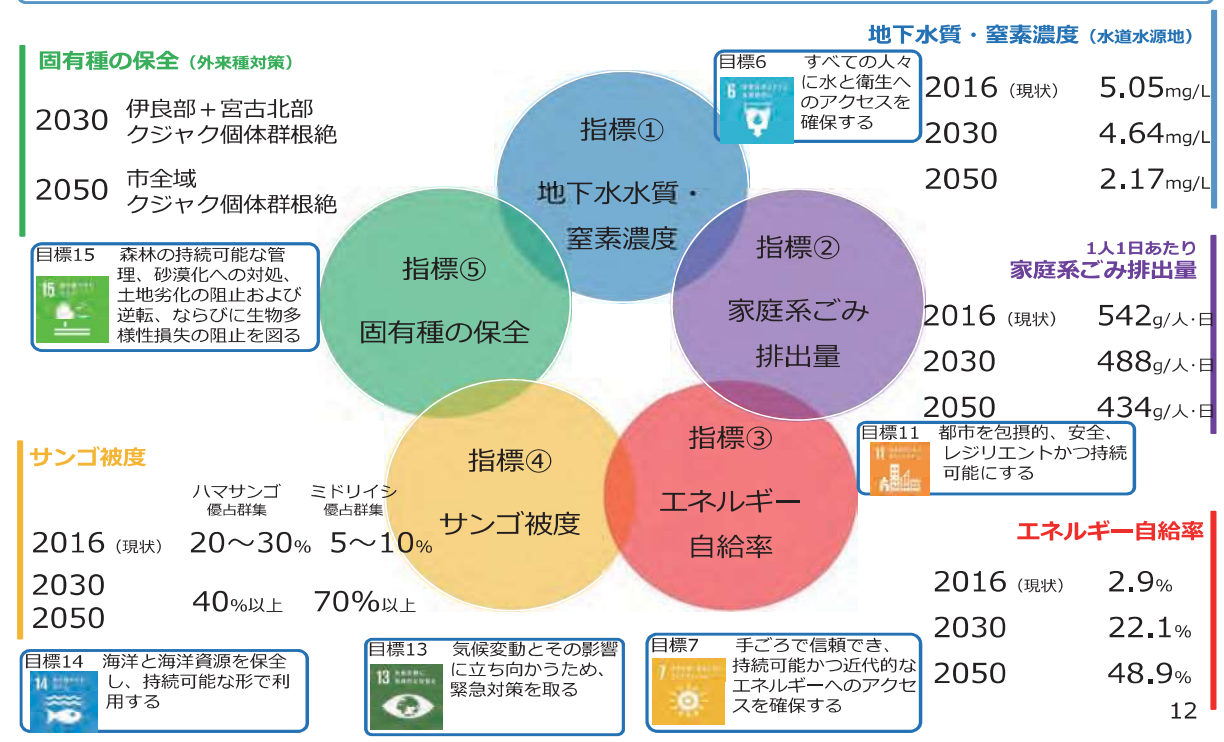 固有種の保全（外来種対策）
2030 伊良部＋宮古北部
クジャク個体群根絶
2050 市全域
クジャク個体群根絶
目標15 森林の持続可能な管
理、砂漠化への対処、
土地劣化の阻止および
逆転、ならびに生物多
様性損失の阻止を図る
15
地下水質・窒素濃度（水道水源地）
目標6 すべての人々
に水と衛生へ
のアクセスを
確保する
6
2016（現状） 5.05mg/L
2030 4.64mg/L
2050 2.17mg/L
指標①
地下水水質・
窒素濃度
指標②
家庭系ごみ
排出量
指標③
エネルギー
自給率
指標④
サンゴ被度
指標⑤
固有種の保全
1人1日あたり
家庭系ごみ排出量
2016（現状） 542g/人·日
2030 488g/人·日
2050 434g/人·日
目標11 都市を包摂的、安全、
レジリエントかつ持続
可能にする
11
サンゴ被度
ハマサンゴ
優占群集
ミドリイシ
優占群集
2016（現状） 20～30% 5～10%
2030
2050
40%以上 70%以上
目標14 海洋と海洋資源を保全
し、持続可能な形で利
用する
14
目標13 気候変動とその影響
に立ち向かうため、
緊急対策を取る
13
目標7 手ごろで信頼でき、
持続可能かつ近代的な
エネルギーへのアクセ
スを確保する
7
エネルギー自給率
2016（現状） 2.9%
2030 22.1%
2050 48.9%
12